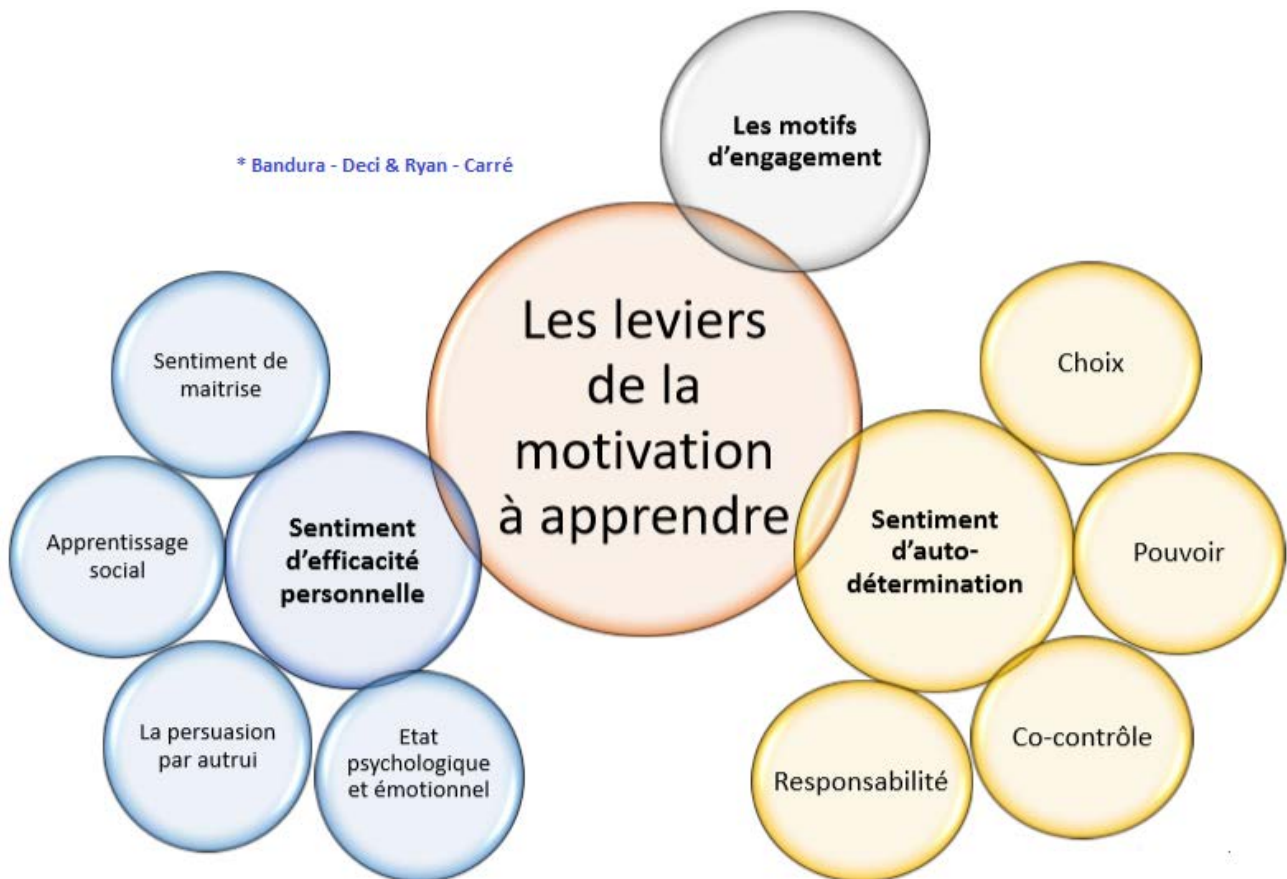 Les motifs
d'engagement
* Bandura - Deci & Ryan - Carré
Les leviers
de la
motivation
à apprendre
Sentiment de
maitrise
Apprentissage
social
Sentiment
d'efficacité
personnelle
La persuasion
par autrui
Etat
psychologique
et émotionnel
Choix
Pouvoir
Sentiment
d'auto-
détermination
Co-contrôle
Responsabilité